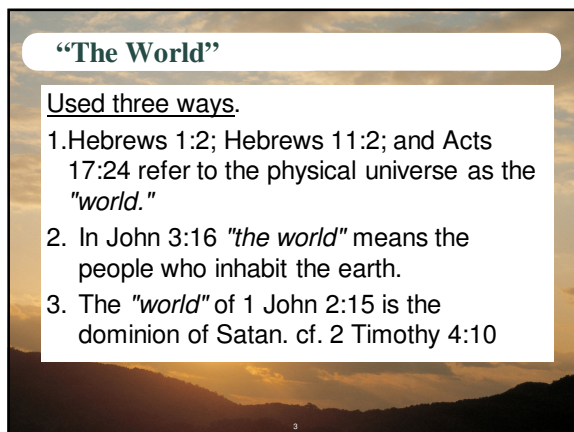 “The World”
Used three ways.
1.Hebrews 1:2; Hebrews 11:2; and Acts
17:24 refer to the physical universe as the
"world."
2. In John 3:16 "the world" means the
people who inhabit the earth.
3. The "world" of 1 John 2:15 is the
dominion of Satan. cf. 2 Timothy 4:10
3